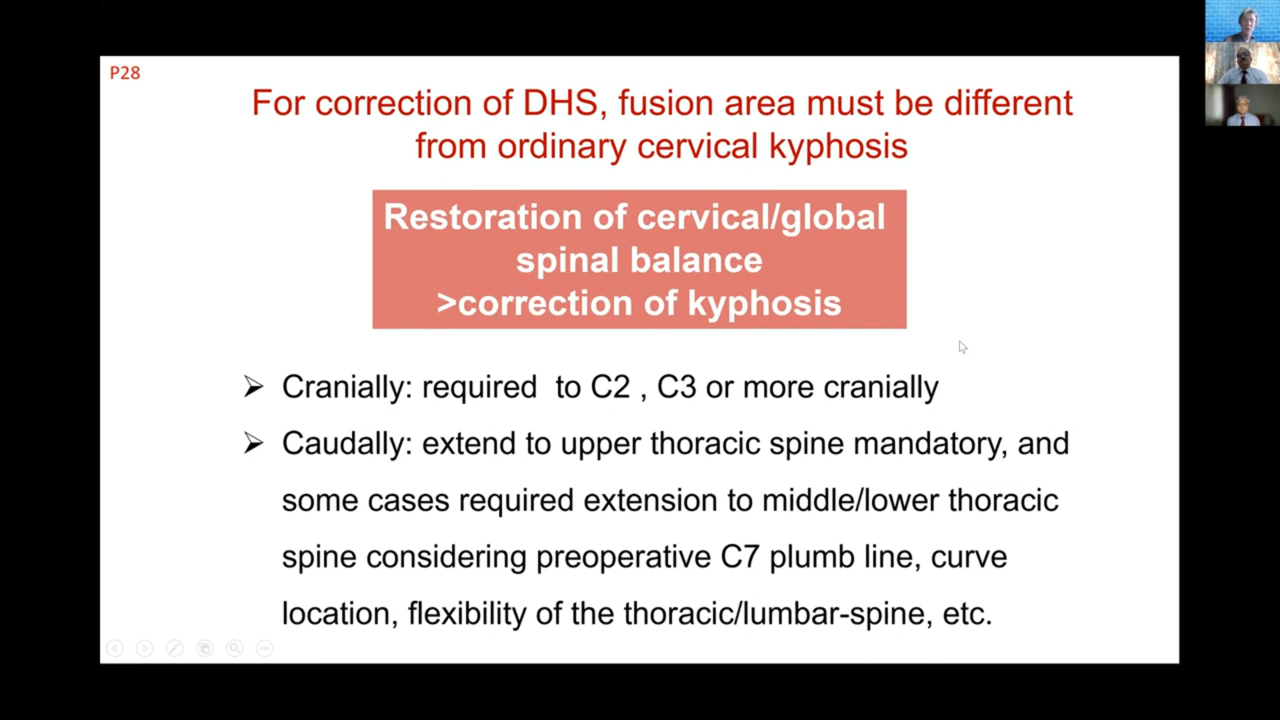 P28
For correction of DHS, fusion area must be different
from ordinary cervical kyphosis
Restoration of cervical/global
spinal balance
>correction of kyphosis
➢ Cranially: required to C2 , C3 or more cranially
➢ Caudally: extend to upper thoracic spine mandatory, and
some cases required extension to middle/lower thoracic
spine considering preoperative C7 plumb line, curve
location, flexibility of the thoracic/lumbar-spine, etc.